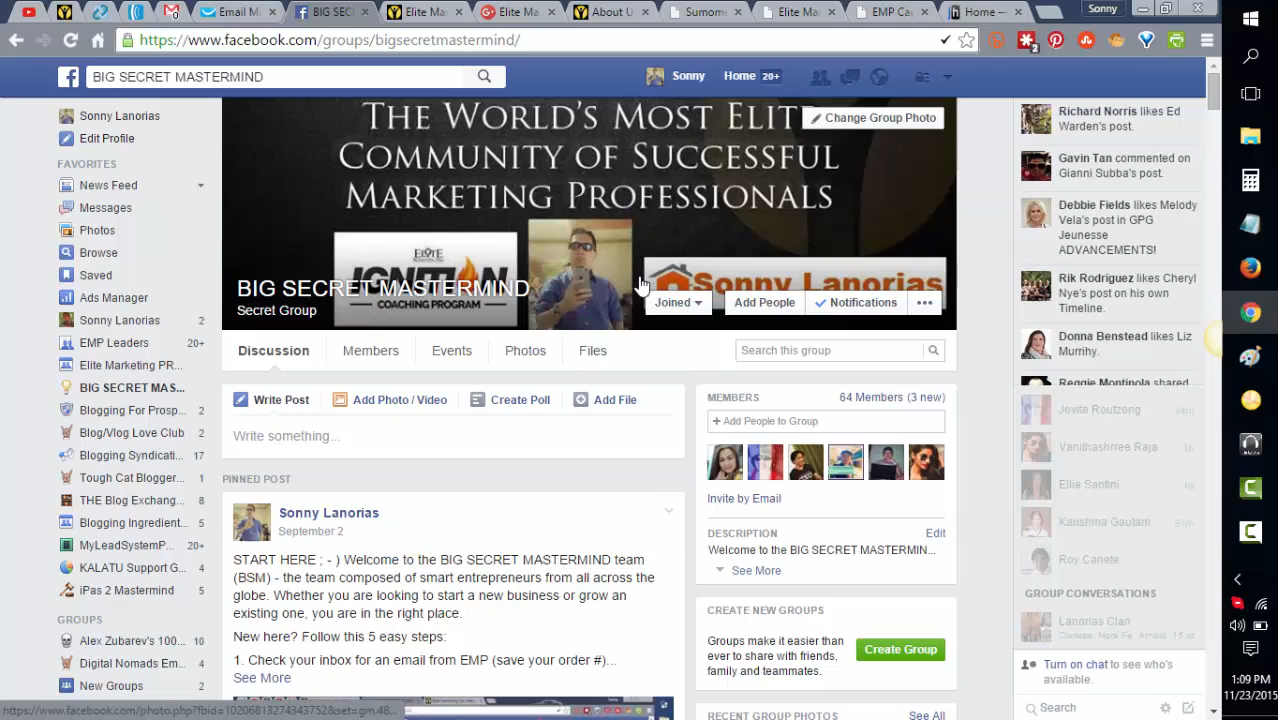 Email M...
BIG SEC
Elite Ma
Elite Ma
About U
Sumome
Elite Ma
EMP Ca
Home —
Sonny
https://www.facebook.com/groups/bigsecretmastermind/
2
BIG SECRET MASTERMIND
Sonny
Home 20+
Sonny Lanorias
Edit Profile
FAVORITES
News Feed
Messages
Photos
Browse
Saved
Ads Manager
Sonny Lanorias 2
EMP Leaders 20+
Elite Marketing PR...
BIG SECRET MAS...
Blogging For Prosp... 2
Blog/Vlog Love Club 2
Blogging Syndicati... 17
Tough Cat Blogger... 1
THE Blog Exchang... 8
Blogging Ingredient... 5
MyLeadSystemP... 20+
KALATU Support G... 4
iPas 2 Mastermind 5
GROUPS
Alex Zubarev's 100... 10
Digital Nomads Em... 4
New Groups 2
THE WORLD'S MOST ELITE
COMMUNITY OF SUCCESSFUL
MARKETING PROFESSIONALS
Change Group Photo
ELITE
IGNITION
COACHING PROGRAM
Sonny Lanorias
BIG SECRET MASTERMIND
Secret Group
Joined
Add People
Notifications
Discussion
Members
Events
Photos
Files
Search this group
Write Post
Add Photo / Video
Create Poll
Add File
Write something...
PINNED POST
Sonny Lanorias
September 2
START HERE ; - ) Welcome to the BIG SECRET MASTERMIND team
(BSM) - the team composed of smart entrepreneurs from all across the
globe. Whether you are looking to start a new business or grow an
existing one, you are in the right place.
New here? Follow this 5 easy steps:
1. Check your inbox for an email from EMP (save your order #)...
See More
MEMBERS
64 Members (3 new)
+ Add People to Group
Invite by Email
DESCRIPTION
Edit
Welcome to the BIG SECRET MASTERMIN...
See More
CREATE NEW GROUPS
Groups make it easier than
ever to share with friends,
family and teammates.
Create Group
RECENT GROUP PHOTOS
See All
Richard Norris likes Ed
Warden's post.
Gavin Tan commented on
Gianni Subba's post.
Debbie Fields likes Melody
Vela's post in GPG
Jeunesse
ADVANCEMENTS!
Rik Rodriguez likes Cheryl
Nye's post on his own
Timeline.
Donna Benstead likes Liz
Murrihy.
Reggie Montinola shared
Jovita Routzong 34m
Vanithashrree Raja
Ellie Santini
Karishma Gautam
Roy Canete
GROUP CONVERSATIONS
Lanorias Clan
Turn on chat to see who's
available.
Search
1:09 PM
11/23/2015